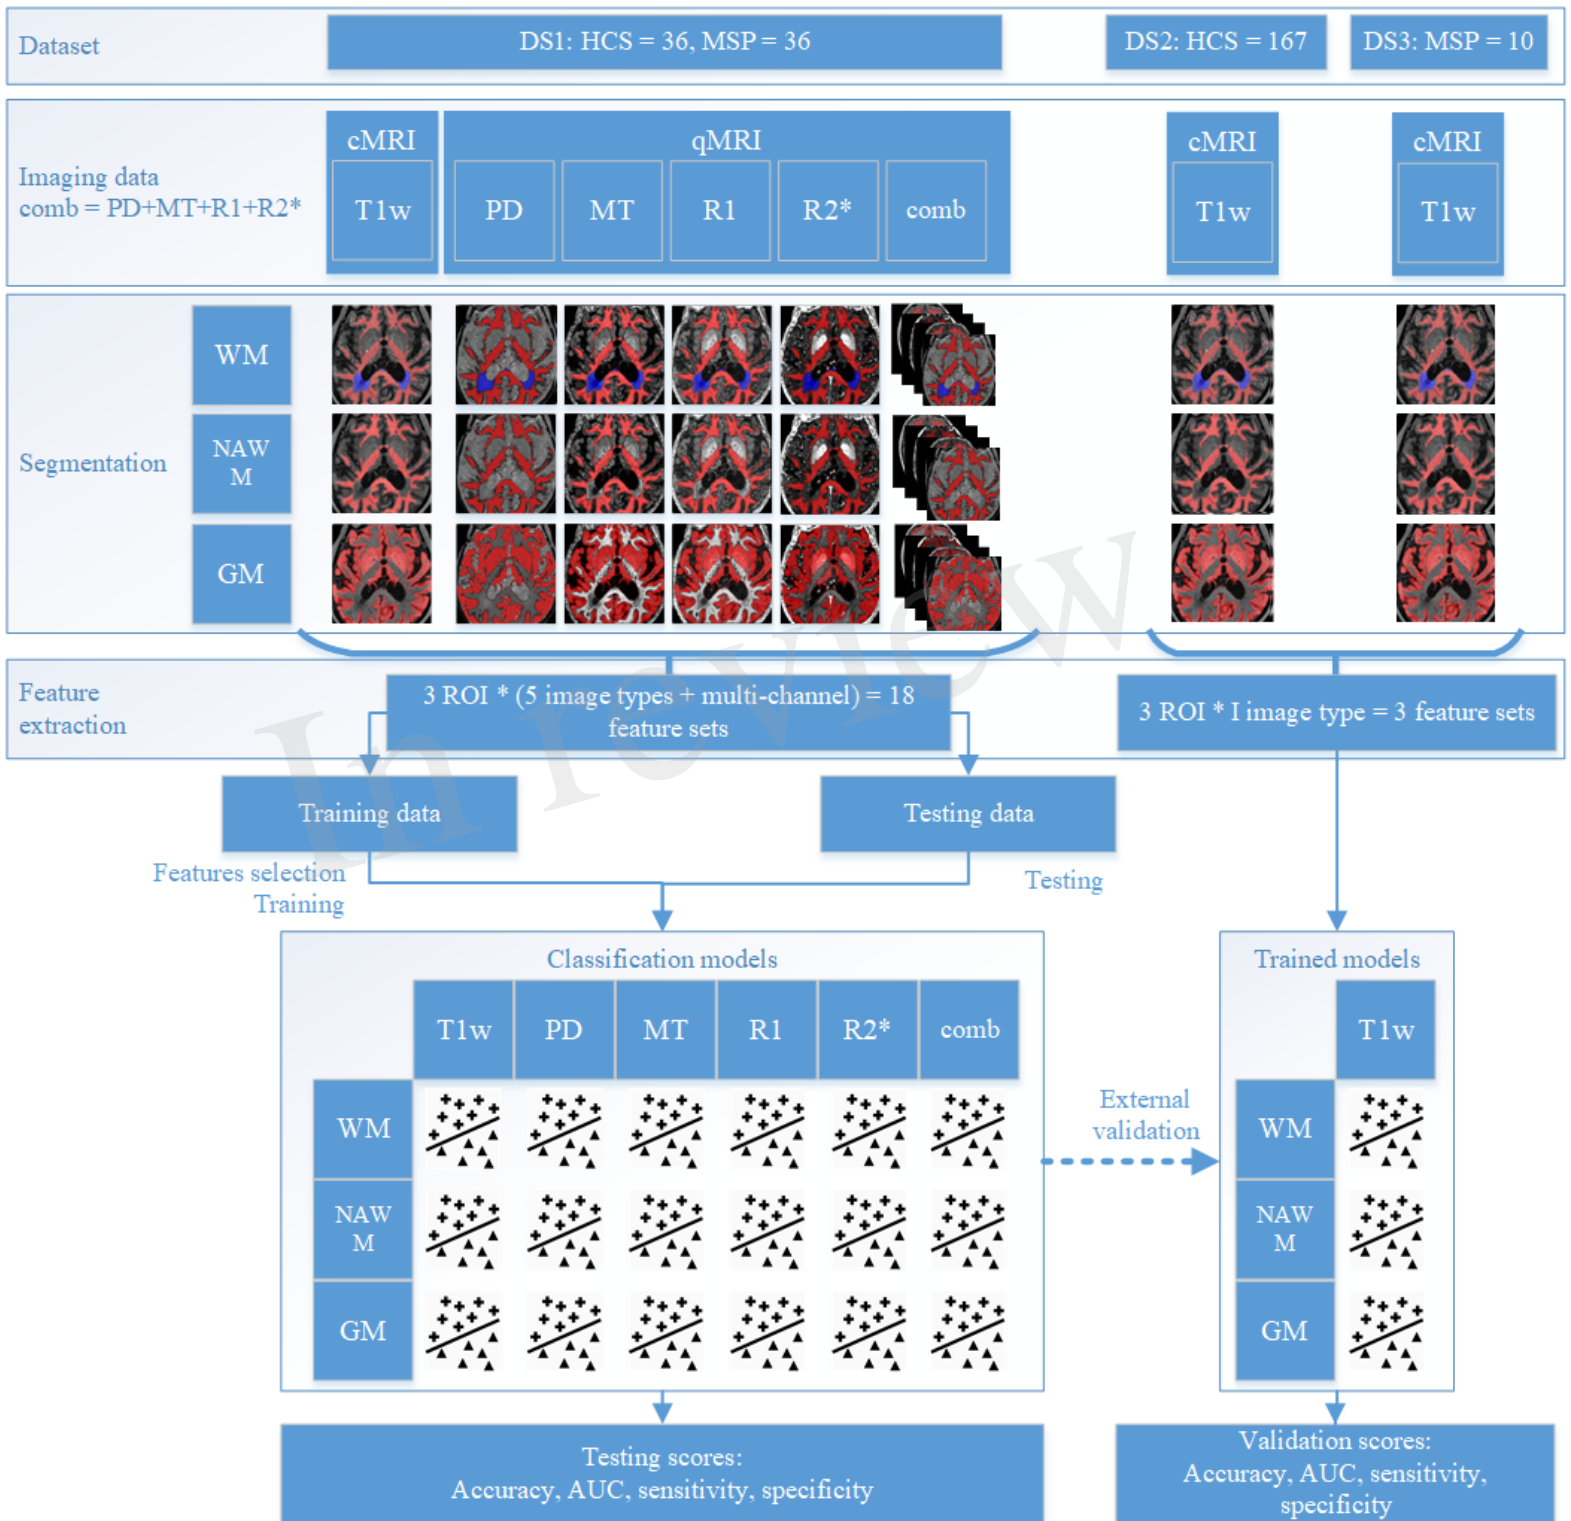 Dataset
DS1: HCS = 36, MSP = 36
DS2: HCS = 167
DS3: MSP = 10
Imaging data
comb = PD+MT+R1+R2*
cMRI
T1w
qMRI
PD
MT
R1
R2*
comb
cMRI
T1w
cMRI
T1w
Segmentation
WM
NAW
M
GM
In review
Feature
extraction
3 ROI * (5 image types + multi-channel) = 18
feature sets
3 ROI * I image type = 3 feature sets
Training data
Testing data
Features selection
Training
Testing
Classification models
T1w
PD
MT
R1
R2*
comb
WM
NAW
M
GM
External
validation
Trained models
T1w
WM
NAW
M
GM
Testing scores:
Accuracy, AUC, sensitivity, specificity
Validation scores:
Accuracy, AUC, sensitivity,
specificity